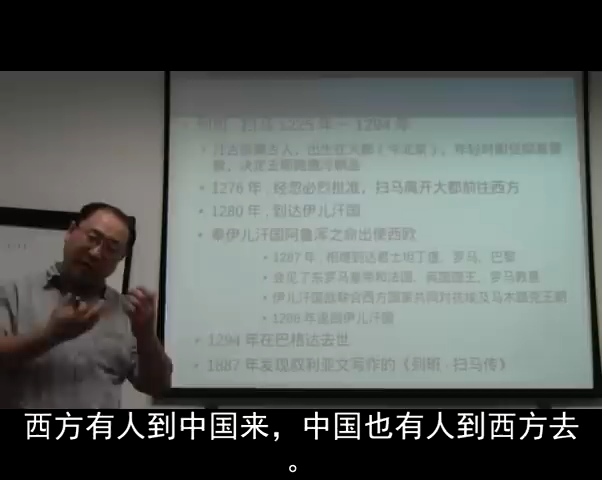 列班 · 扫马 1225 年－ 1294 年
1276 年，经忽必烈批准，扫马离开大都前往西方
1280 年，到达伊儿汗国
奉伊儿汗国阿鲁浑之命出使西欧
1287 年，相继到达君士坦丁堡、罗马、巴黎
会见了东罗马皇帝和法国、英国国王、罗马教皇
伊儿汗国战联合西方国家共同对抗埃及马木路克王朝
1288 年返回伊儿汗国
1294 年在巴格达去世
1887 年发现叙利亚文写作的《列班 · 扫马传》
西方有人到中国来，中国也有人到西方去
。